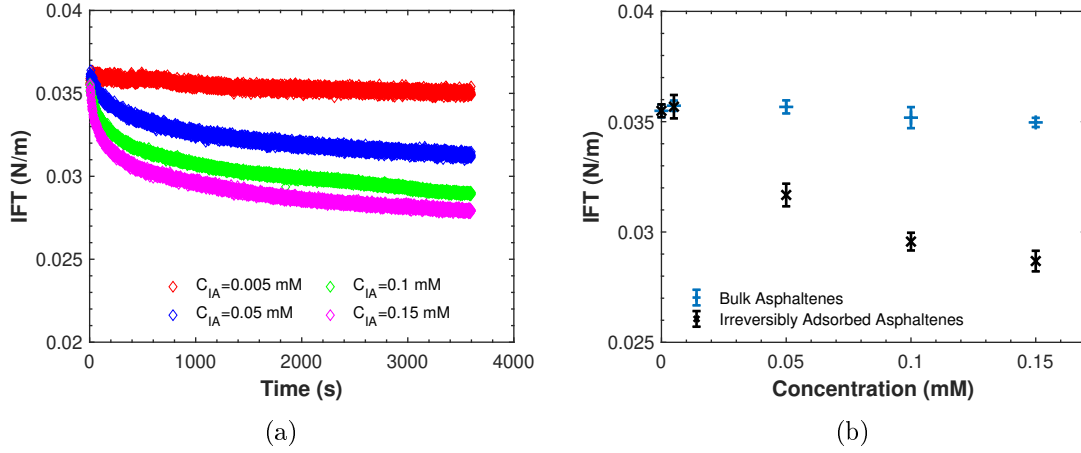 0.04
0.035
0.03
0.025
0.02
IFT (N/m)
C_IA=0.005 mM
C_IA=0.1 mM
C_IA=0.05 mM
C_IA=0.15 mM
0 1000 2000 3000 4000
Time (s)
(a)
0.04
0.035
0.03
0.025
IFT (N/m)
Bulk Asphaltenes
Irreversibly Adsorbed Asphaltenes
0 0.05 0.1 0.15
Concentration (mM)
(b)